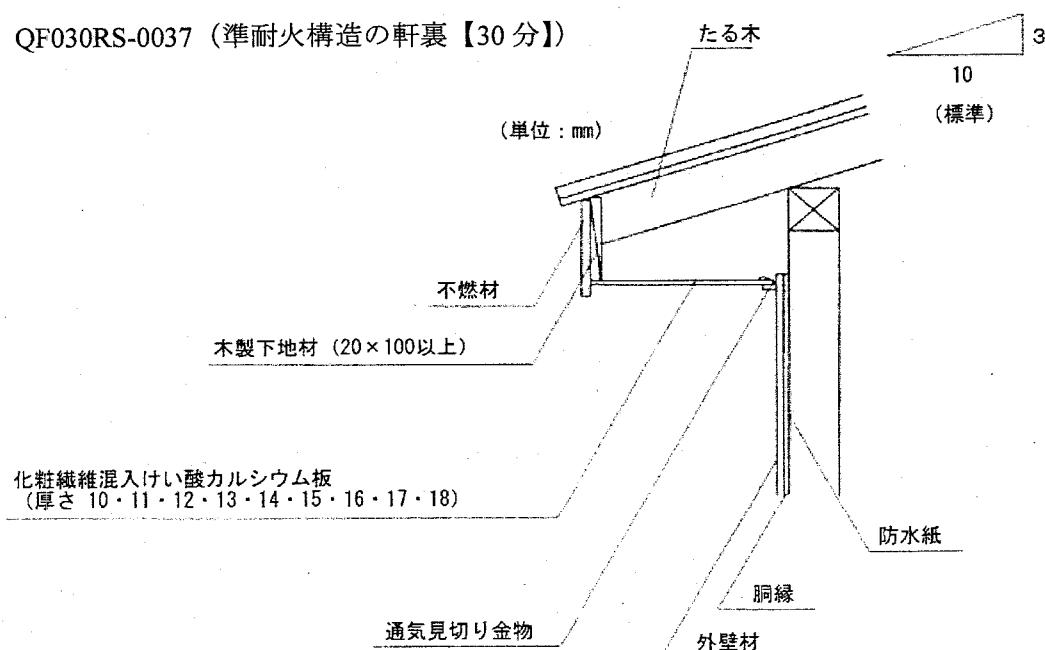 QF030RS-0037（準耐火構造の軒裏【30 分】）
たる木
3
10
（標準）
（単位：mm）
不燃材
木製下地材（20×100以上）
化粧繊維混入けい酸カルシウム板
（厚さ 10・11・12・13・14・15・16・17・18）
防水紙
胴縁
通気見切り金物
外壁材